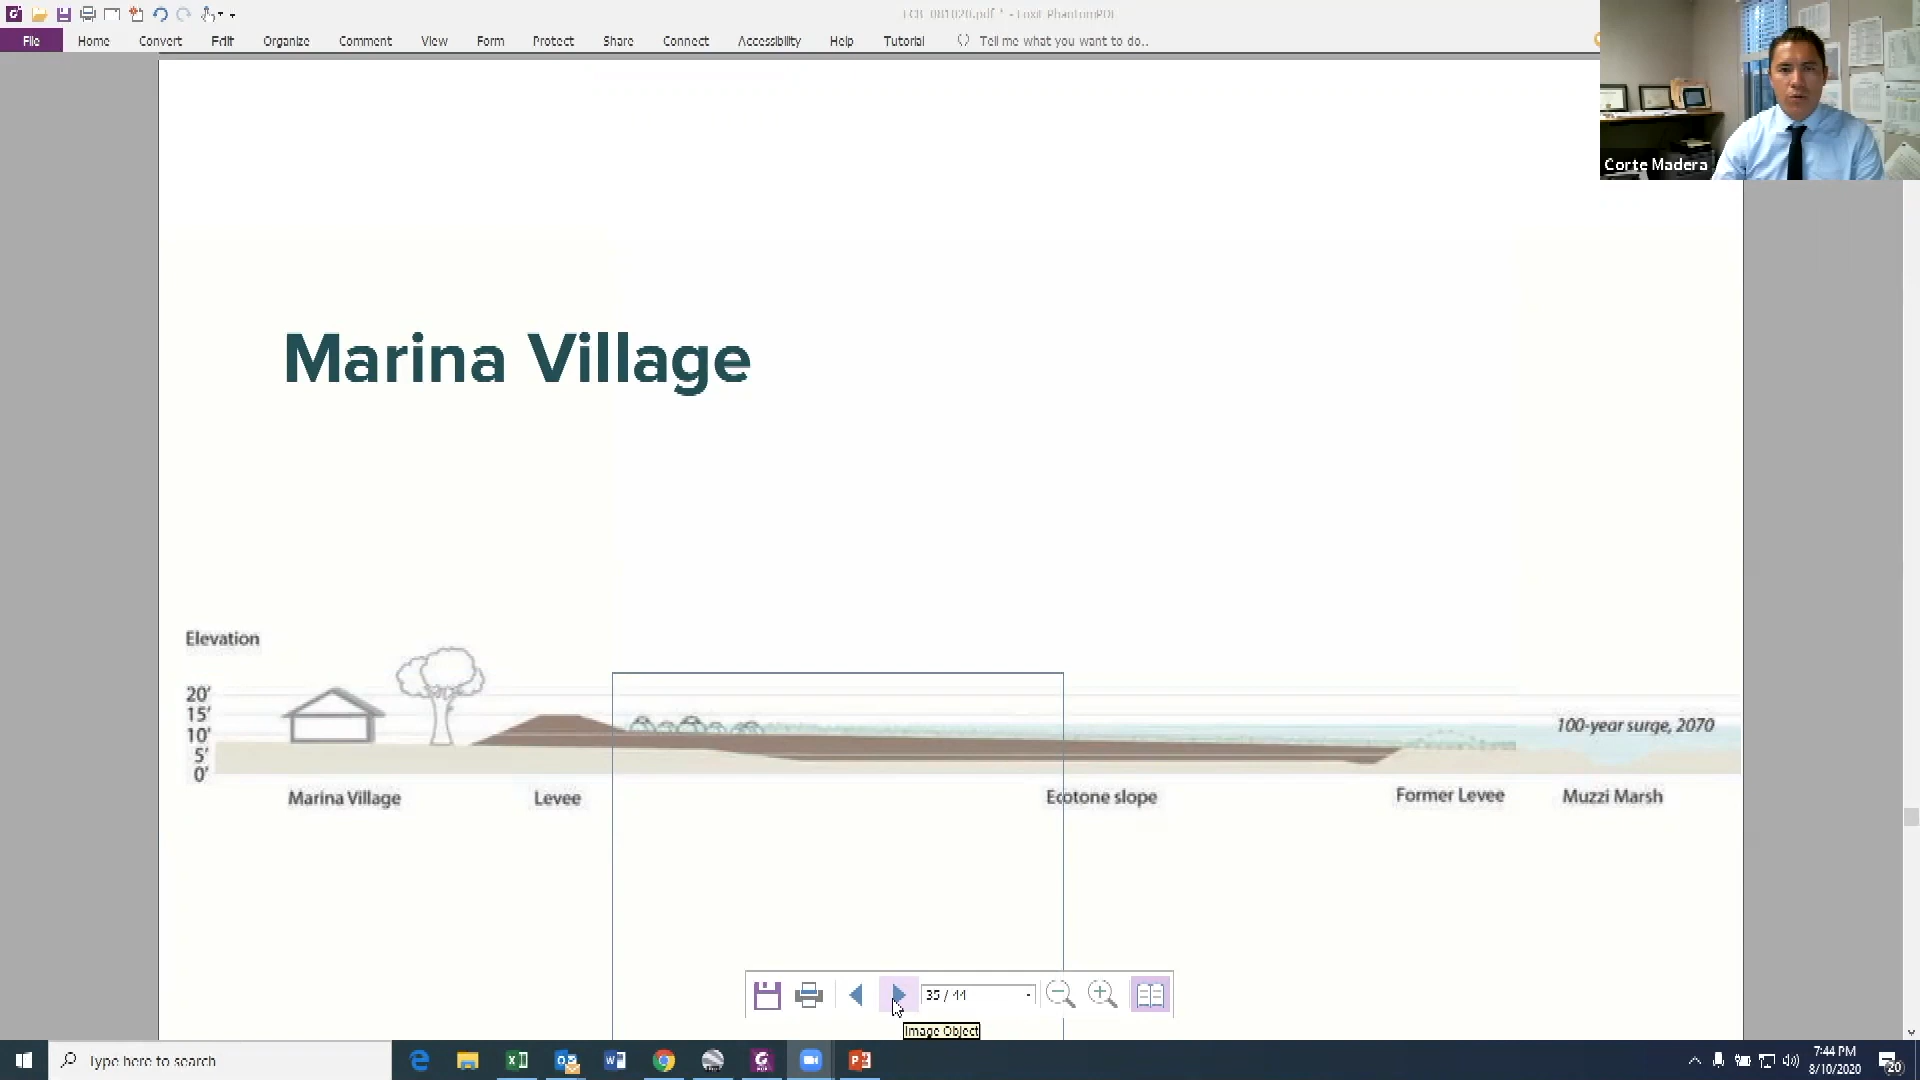 File Home Convert Edit Organize Comment View Form Protect Share Connect Accessibility Help Tutorial Tell me what you want to do..
Corte Madera
Marina Village
Elevation
20'
15'
10'
5'
0'
100-year surge, 2070
Marina Village Levee Ecotone slope Former Levee Muzzi Marsh
35 / 44
Image Object
Type here to search
7:44 PM
8/10/2020
20